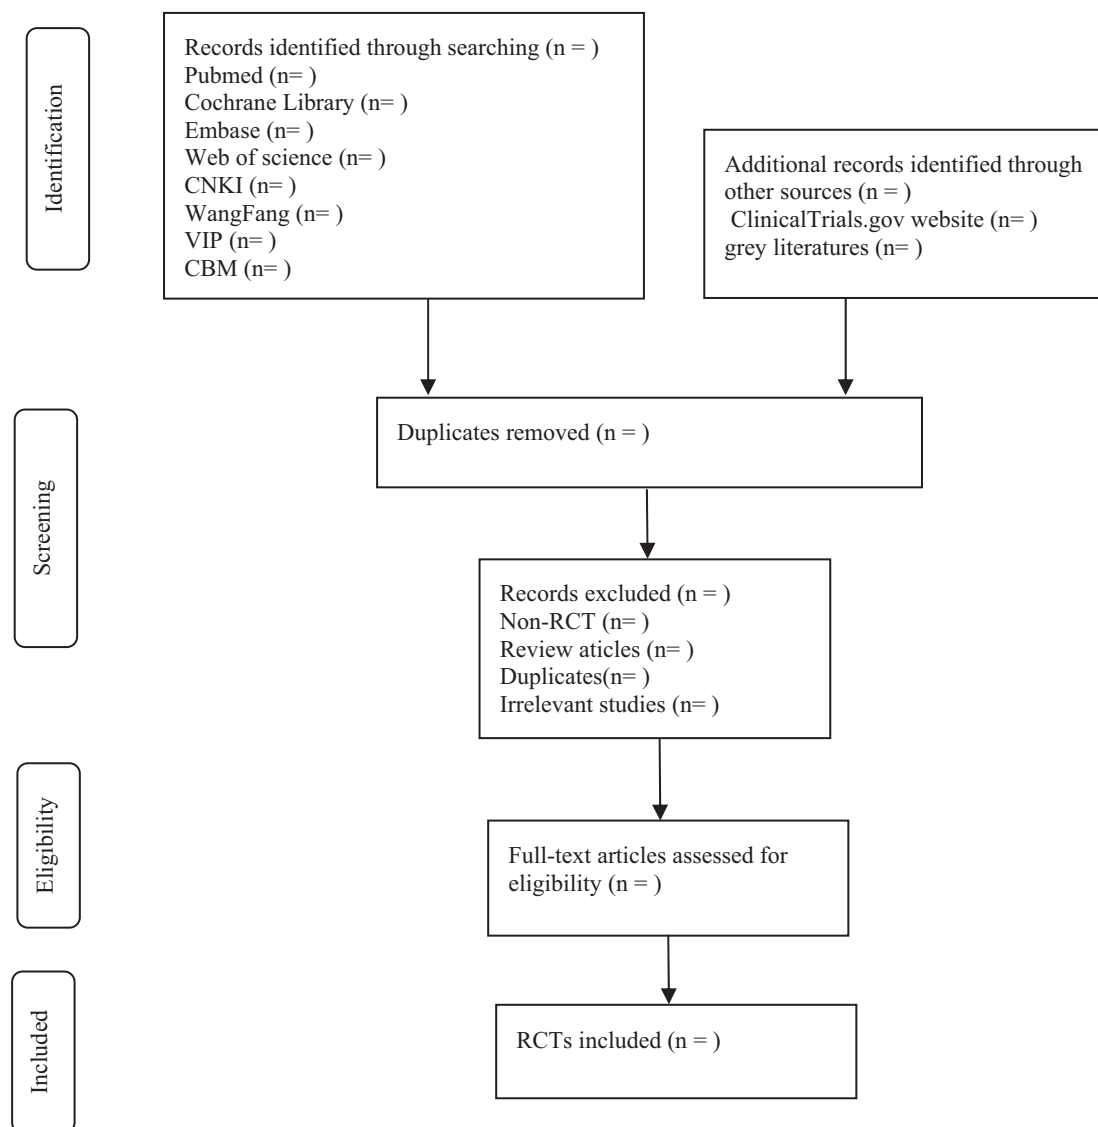 Identification
Records identified through searching (n = )
Pubmed (n= )
Cochrane Library (n= )
Embase (n= )
Web of science (n= )
CNKI (n= )
WangFang (n= )
VIP (n= )
CBM (n= )
Additional records identified through
other sources (n = )
ClinicalTrials.gov website (n= )
grey literatures (n= )
Screening
Duplicates removed (n = )
Records excluded (n = )
Non-RCT (n= )
Review aticles (n= )
Duplicates(n= )
Irrelevant studies (n= )
Eligibility
Full-text articles assessed for
eligibility (n = )
Included
RCTs included (n = )